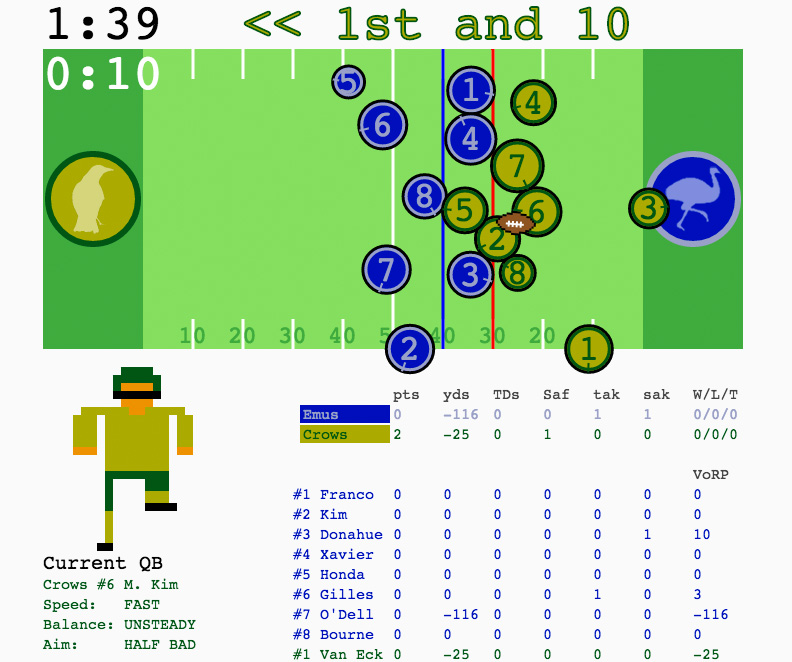 1:39 << 1st and 10
0:10
5 1 4
6 4
7
8 5 6 3
2
7 3 8
10 20 30 40 5 40 30 20
2 1
pts yds TDs Saf tak sak W/L/T
Emus 0 -116 0 0 1 1 0/0/0
Crows 2 -25 0 1 0 0 0/0/0
VoRP
#1 Franco 0 0 0 0 0 0 0
#2 Kim 0 0 0 0 0 0 0
#3 Donahue 0 0 0 0 0 1 10
#4 Xavier 0 0 0 0 0 0 0
#5 Honda 0 0 0 0 0 0 0
#6 Gilles 0 0 0 0 1 0 3
#7 O'Dell 0 -116 0 0 0 0 -116
#8 Bourne 0 0 0 0 0 0 0
#1 Van Eck 0 -25 0 0 0 0 -25
Current QB
Crows #6 M. Kim
Speed: FAST
Balance: UNSTEADY
Aim: HALF BAD